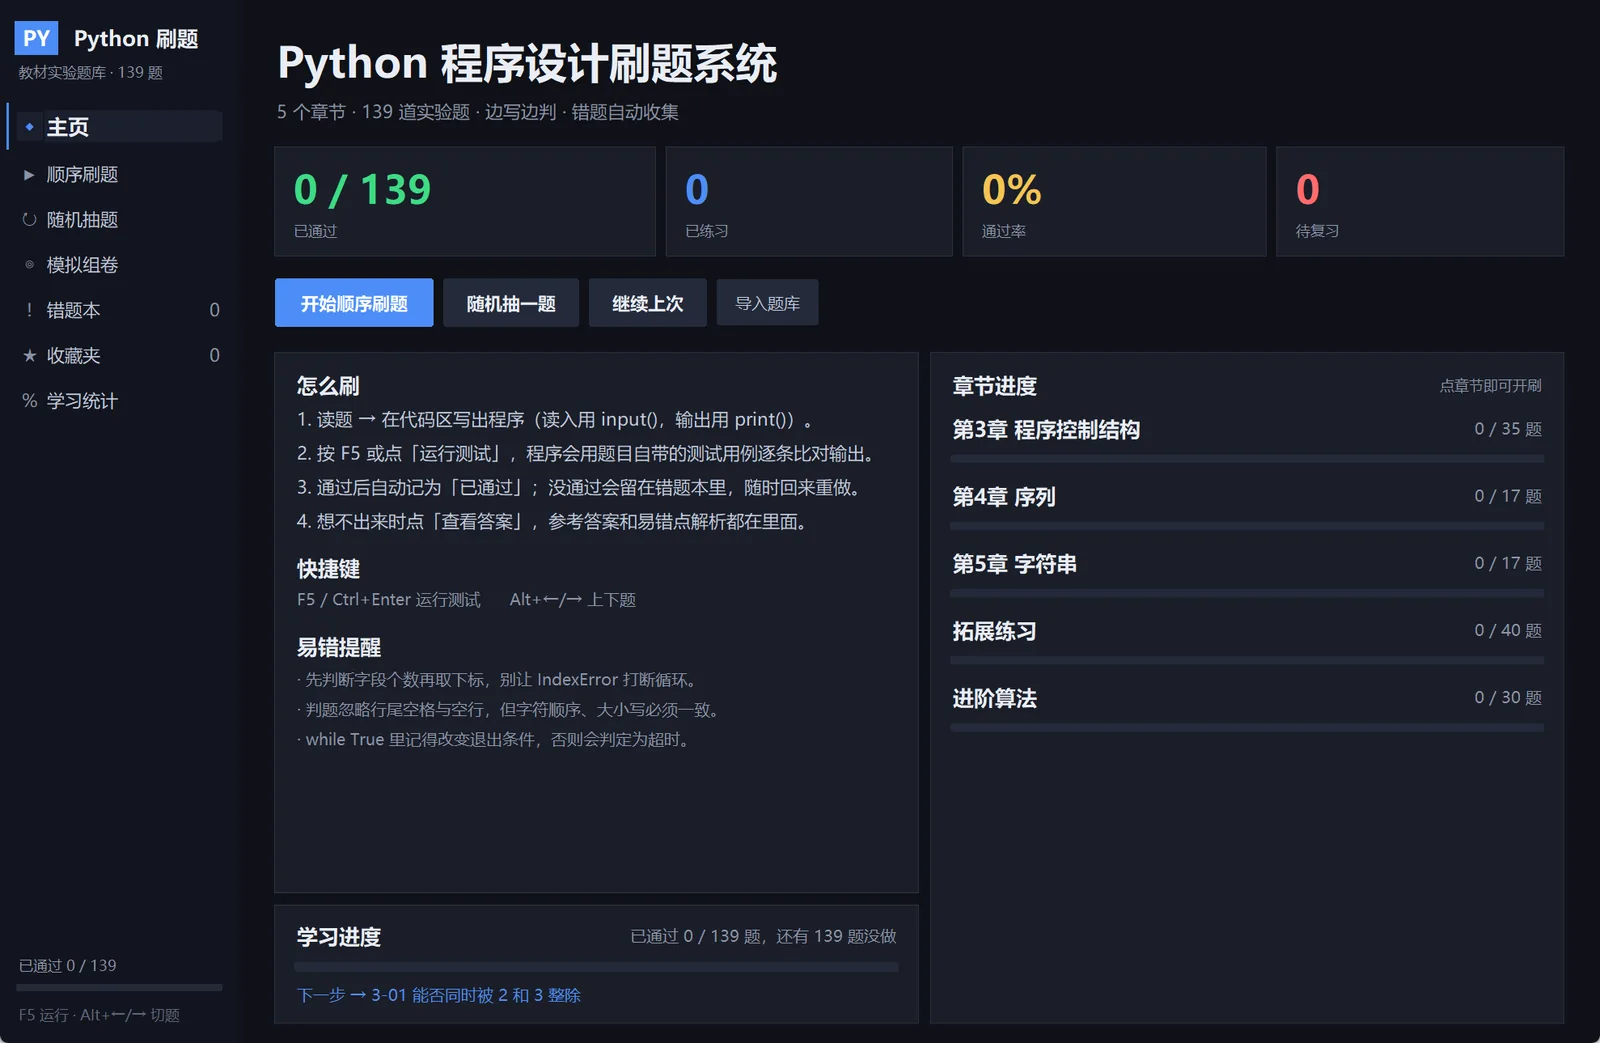 PY Python 刷题
教材实验题库 · 139 题
主页
顺序刷题
随机抽题
模拟组卷
! 错题本 0
★ 收藏夹 0
% 学习统计
已通过 0 / 139
F5 运行 · Alt+←/→ 切题
Python 程序设计刷题系统
5 个章节 · 139 道实验题 · 边写边判 · 错题自动收集
0 / 139
已通过
0
已练习
0%
通过率
0
待复习
开始顺序刷题
随机抽一题
继续上次
导入题库
怎么刷
1. 读题 → 在代码区写出程序（读入用 input()，输出用 print()）。
2. 按 F5 或点「运行测试」，程序会用题目自带的测试用例逐条比对输出。
3. 通过后自动记为「已通过」；没通过会留在错题本里，随时回来重做。
4. 想不出来时点「查看答案」，参考答案和易错点解析都在里面。
快捷键
F5 / Ctrl+Enter 运行测试 Alt+←/→ 上下题
易错提醒
· 先判断字段个数再取下标，别让 IndexError 打断循环。
· 判题忽略行尾空格与空行，但字符顺序、大小写必须一致。
· while True 里记得改变退出条件，否则会判定为超时。
学习进度
已通过 0 / 139 题，还有 139 题没做
下一步 → 3-01 能否同时被 2 和 3 整除
章节进度
点章节即可开刷
第3章 程序控制结构 0 / 35 题
第4章 序列 0 / 17 题
第5章 字符串 0 / 17 题
拓展练习 0 / 40 题
进阶算法 0 / 30 题